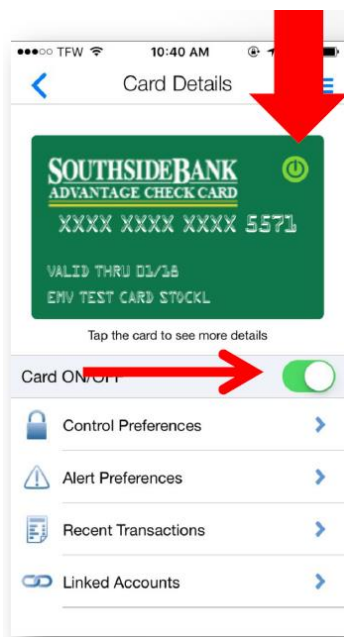 TFW 10:40 AM
Card Details
SOUTHSIDEBANK
ADVANTAGE CHECK CARD
XXXX XXXX XXXX 5571
VALID THRU 01/18
EMV TEST CARD STOCKL
Tap the card to see more details
Card ON/OFF
Control Preferences
Alert Preferences
Recent Transactions
Linked Accounts